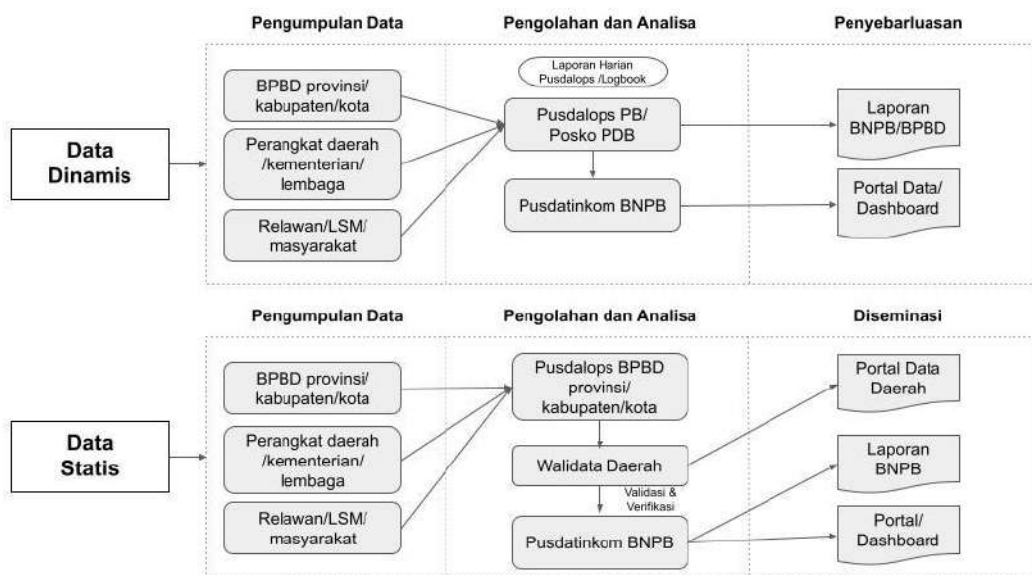 Pengumpulan Data
Pengolahan dan Analisa
Penyebarluasan
Data
Dinamis
BPBD provinsi/
kabupaten/kota
Perangkat daerah
/kementerian/
lembaga
Relawan/LSM/
masyarakat
Laporan Harian
Pusdalops /Logbook
Pusdalops PB/
Posko PDB
Pusdatinkom BNPB
Laporan
BNPB/BPBD
Portal Data/
Dashboard
Pengumpulan Data
Pengolahan dan Analisa
Diseminasi
Data
Statis
BPBD provinsi/
kabupaten/kota
Perangkat daerah
/kementerian/
lembaga
Relawan/LSM/
masyarakat
Pusdalops BPBD
provinsi/
kabupaten/kota
Walidata Daerah
Validasi &
Verifikasi
Pusdatinkom BNPB
Portal Data
Daerah
Laporan
BNPB
Portal/
Dashboard